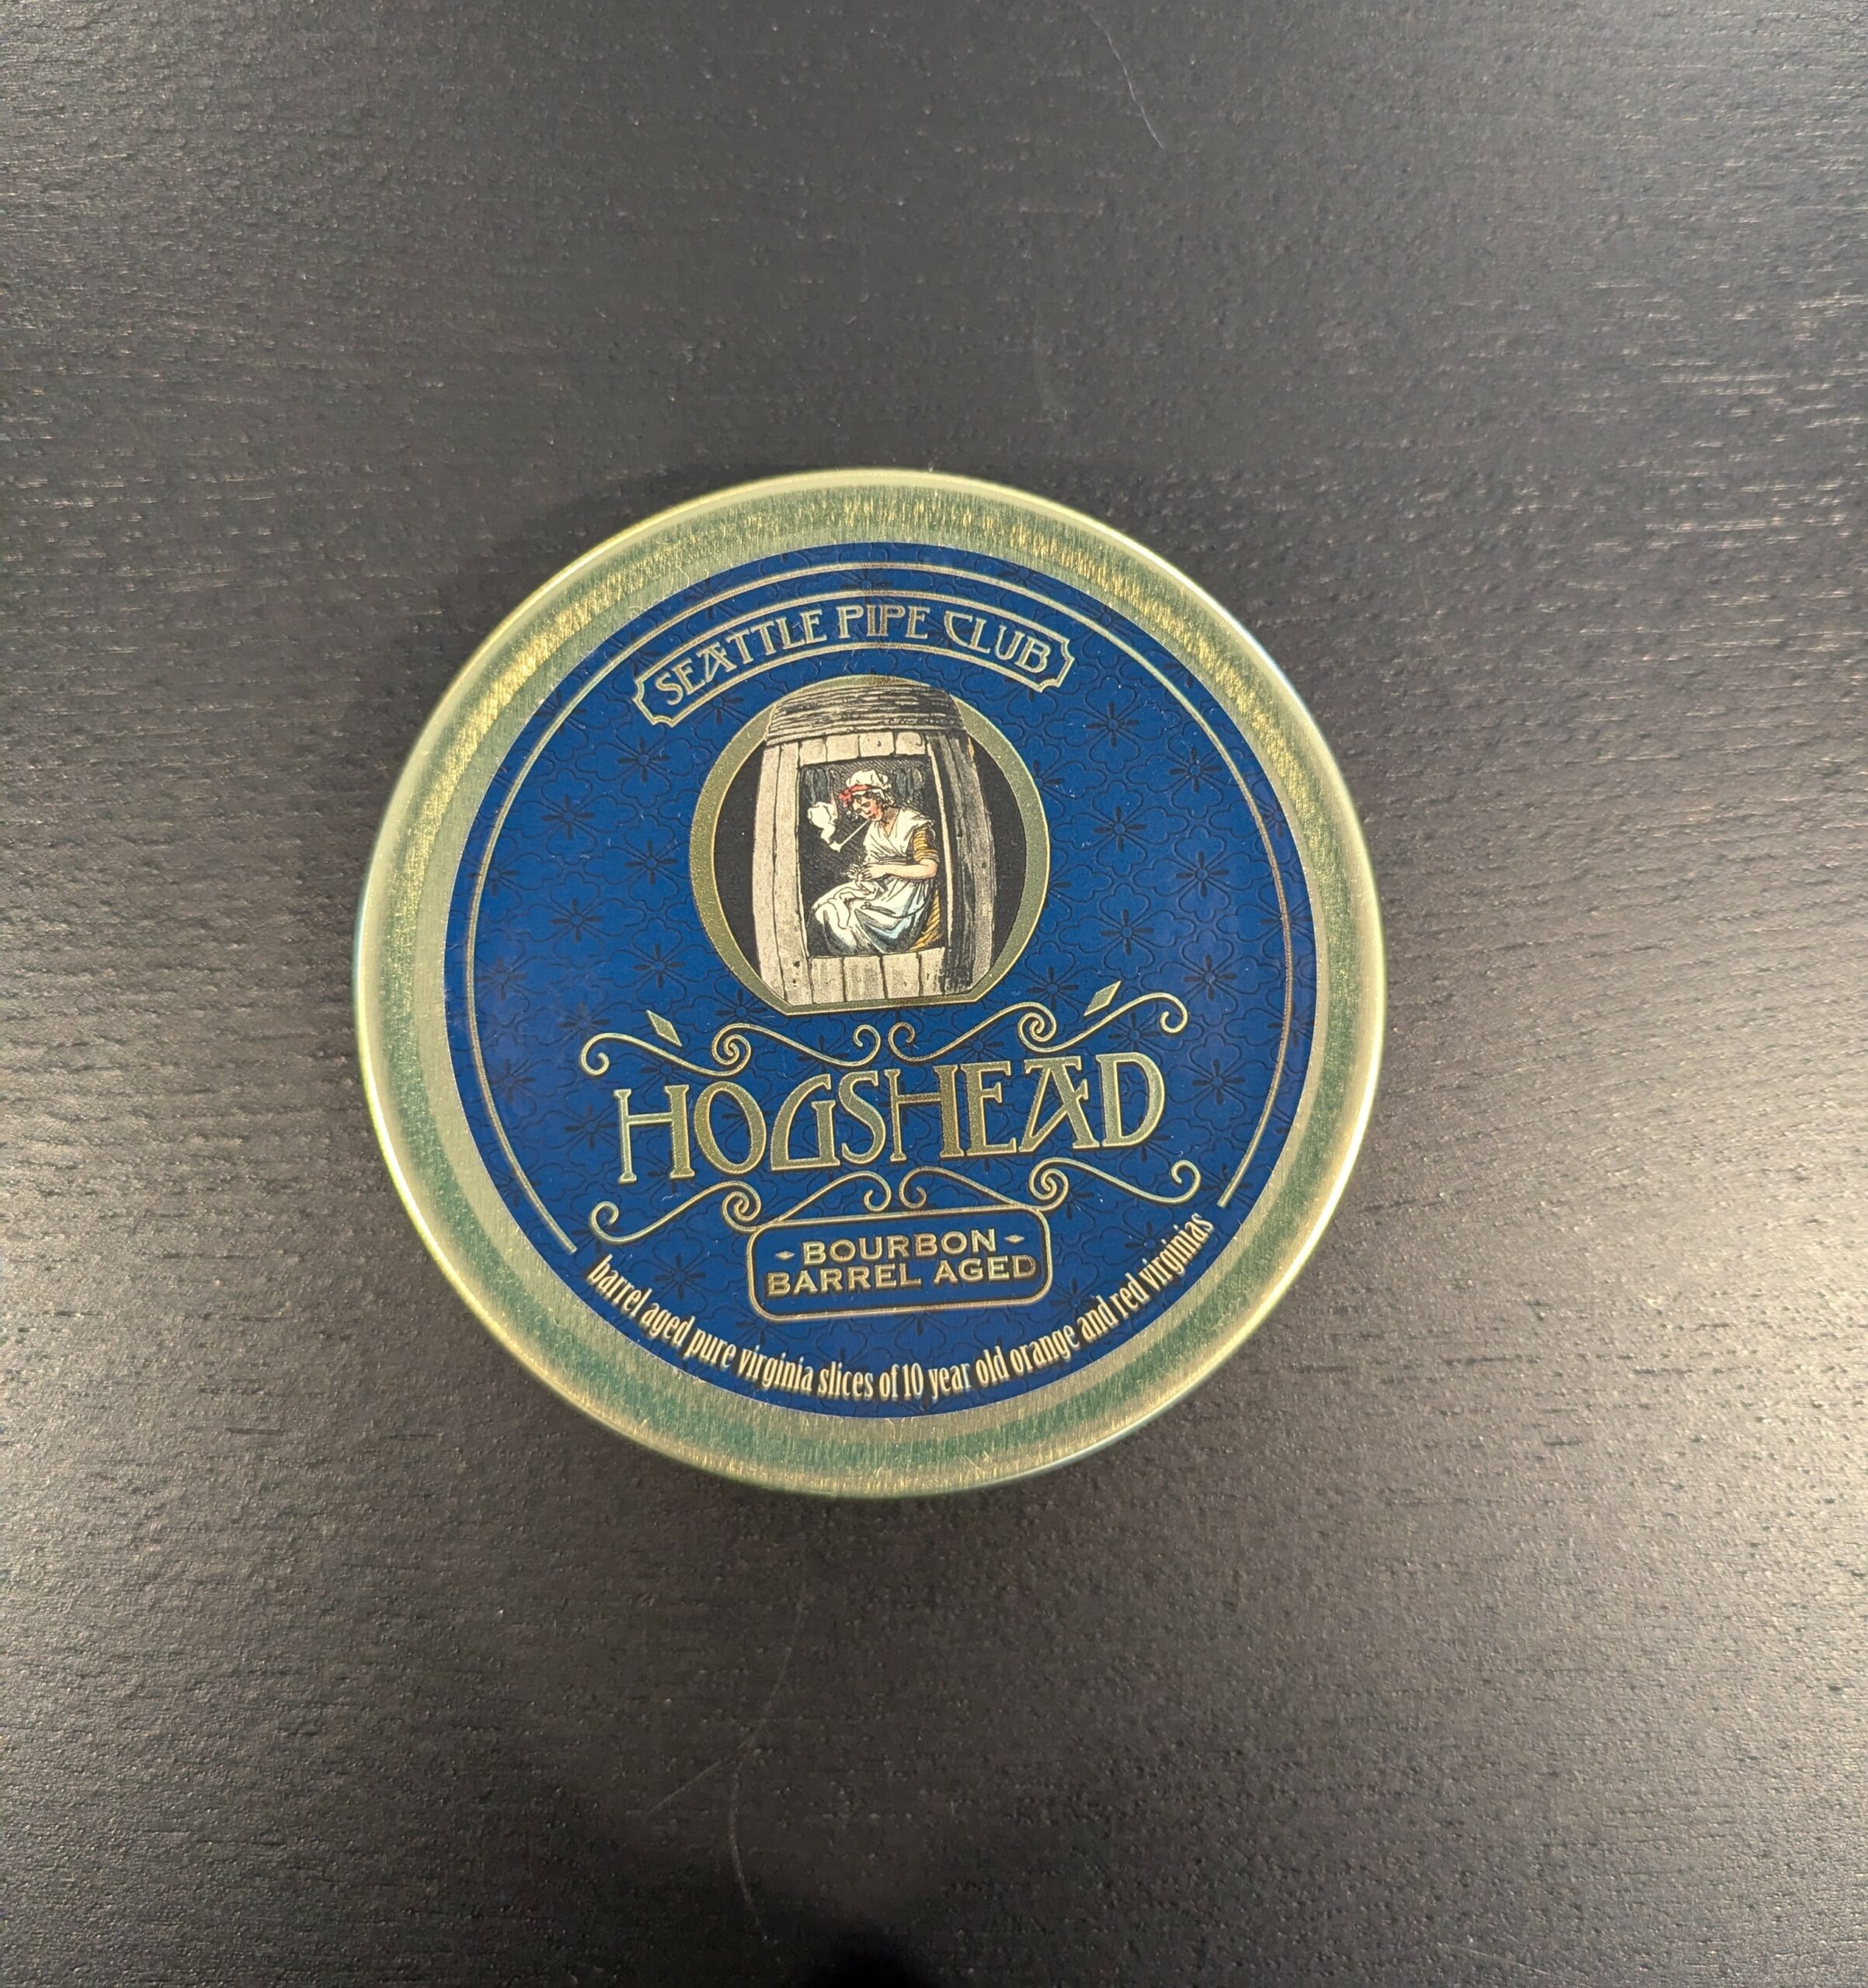 SEATTLE PIPE CLUB
HOGSHEAD
- BOURBON -
BARREL AGED
barrel aged pure virginia slices of 10 year old orange and red virginias